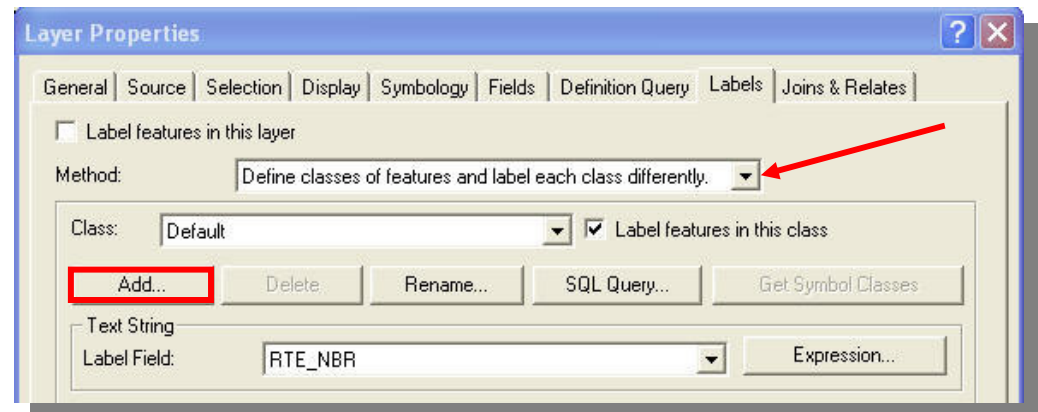 Layer Properties
General Source Selection Display Symbology Fields Definition Query Labels Joins & Relates
Label features in this layer
Method: Define classes of features and label each class differently.
Class: Default Label features in this class
Add... Delete Rename... SQL Query... Get Symbol Classes
Text String
Label Field: RTE_NBR Expression...